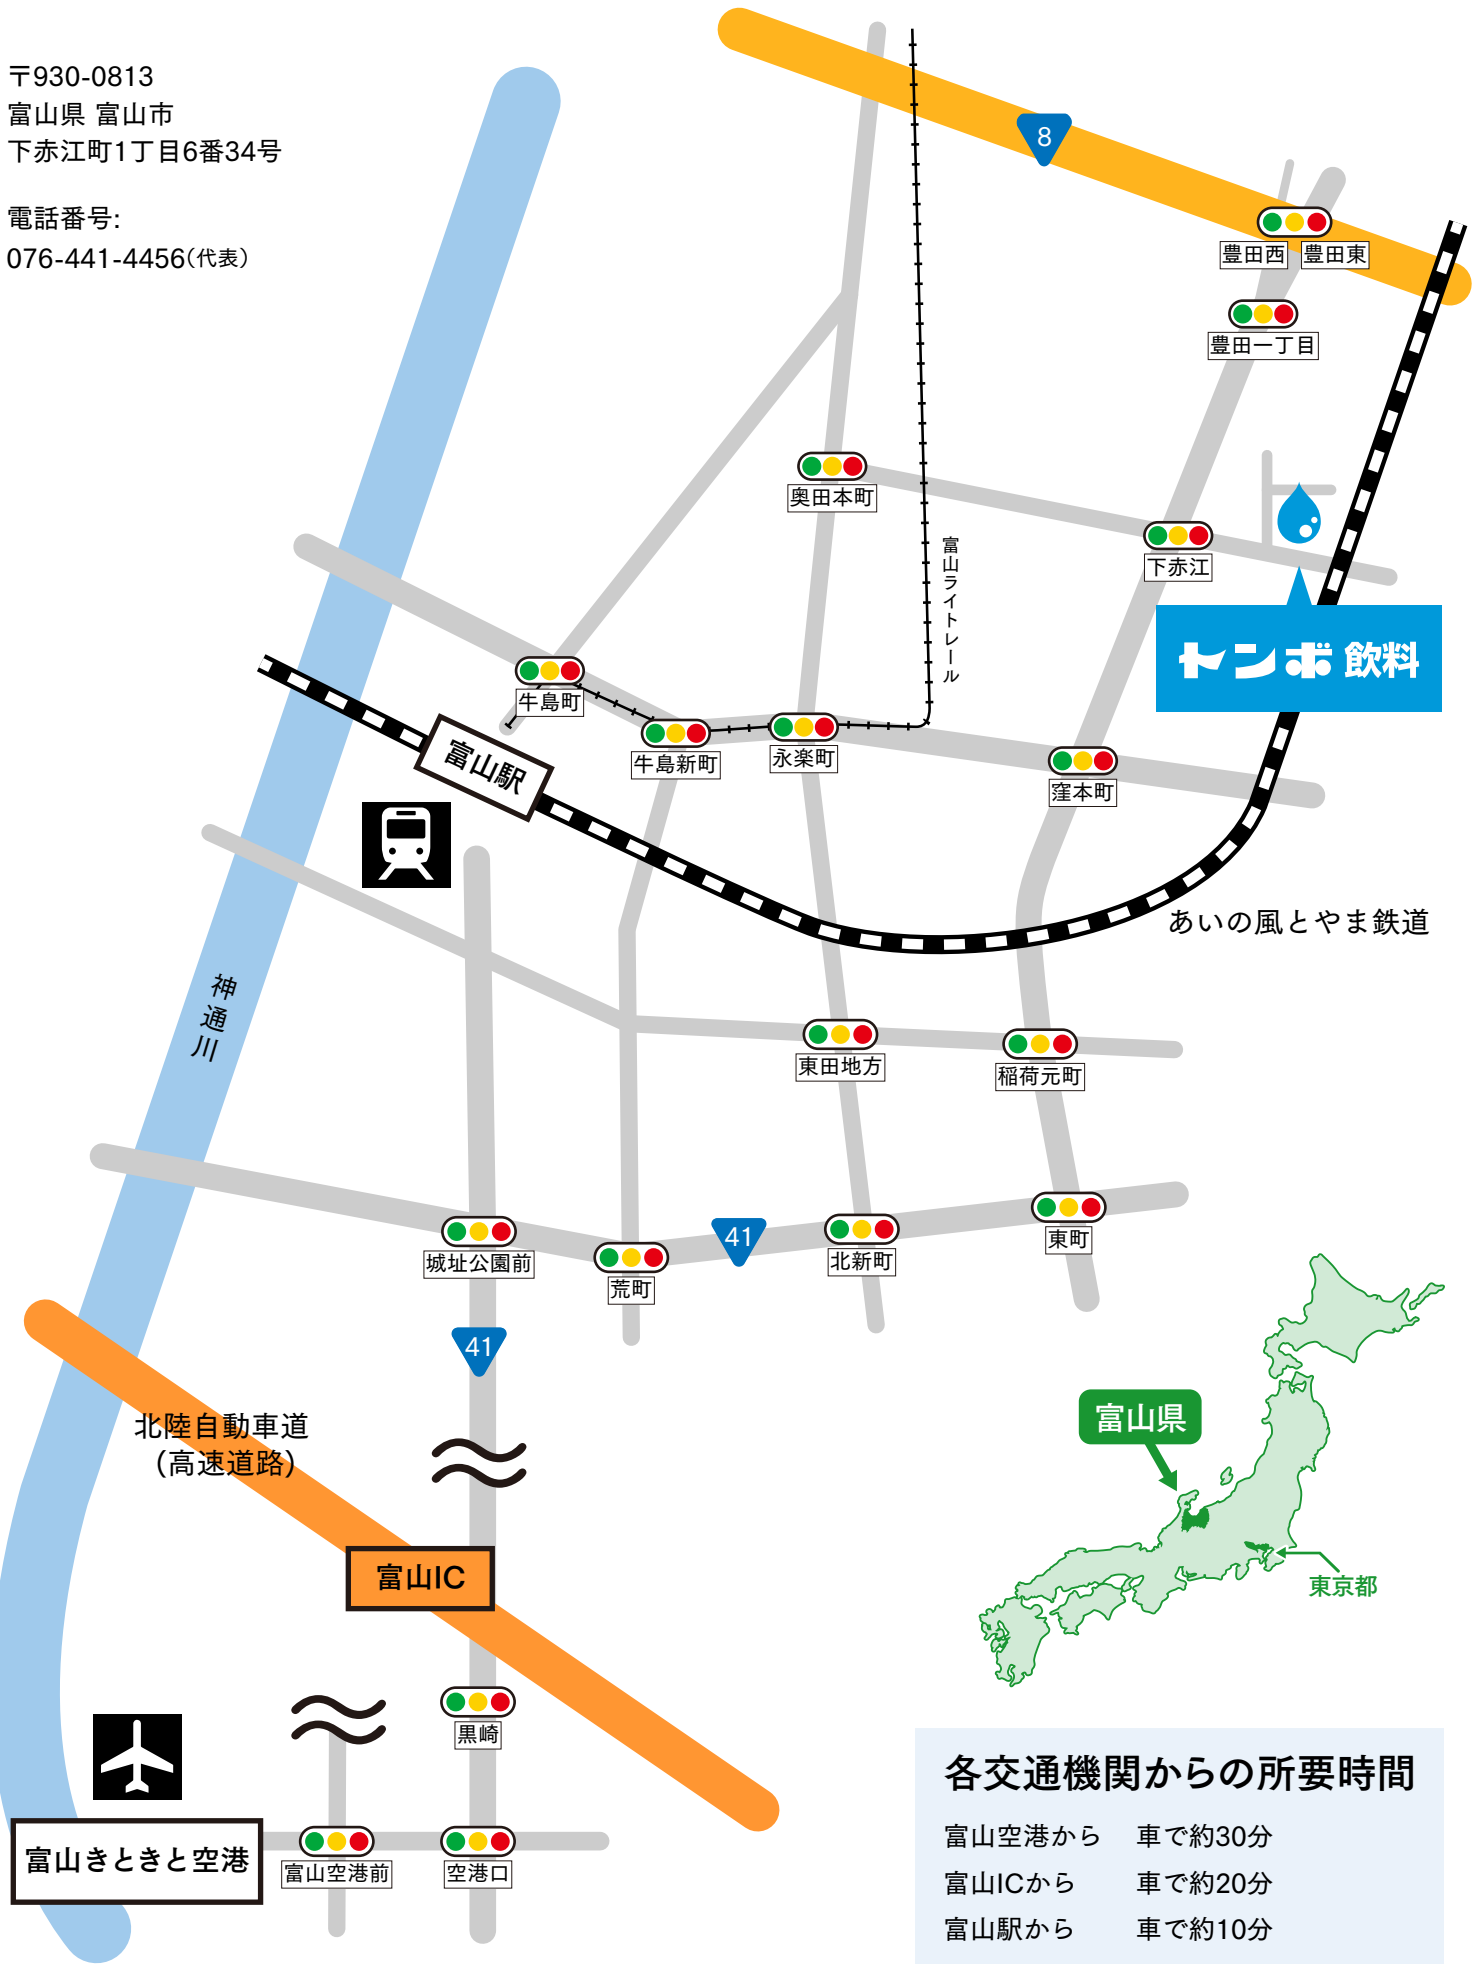 〒930-0813
富山県 富山市
下赤江町1丁目6番34号
電話番号:
076-441-4456(代表)
8
豊田西
豊田東
豊田一丁目
奥田本町
下赤江
富山ライトレール
トンボ飲料
牛島町
牛島新町
永楽町
窪本町
富山駅
あいの風とやま鉄道
神通川
東田地方
稲荷元町
城址公園前
荒町
41
北新町
東町
41
北陸自動車道
(高速道路)
富山県
東京都
富山IC
黒崎
富山きときと空港
富山空港前
空港口
各交通機関からの所要時間
富山空港から 車で約30分
富山ICから 車で約20分
富山駅から 車で約10分